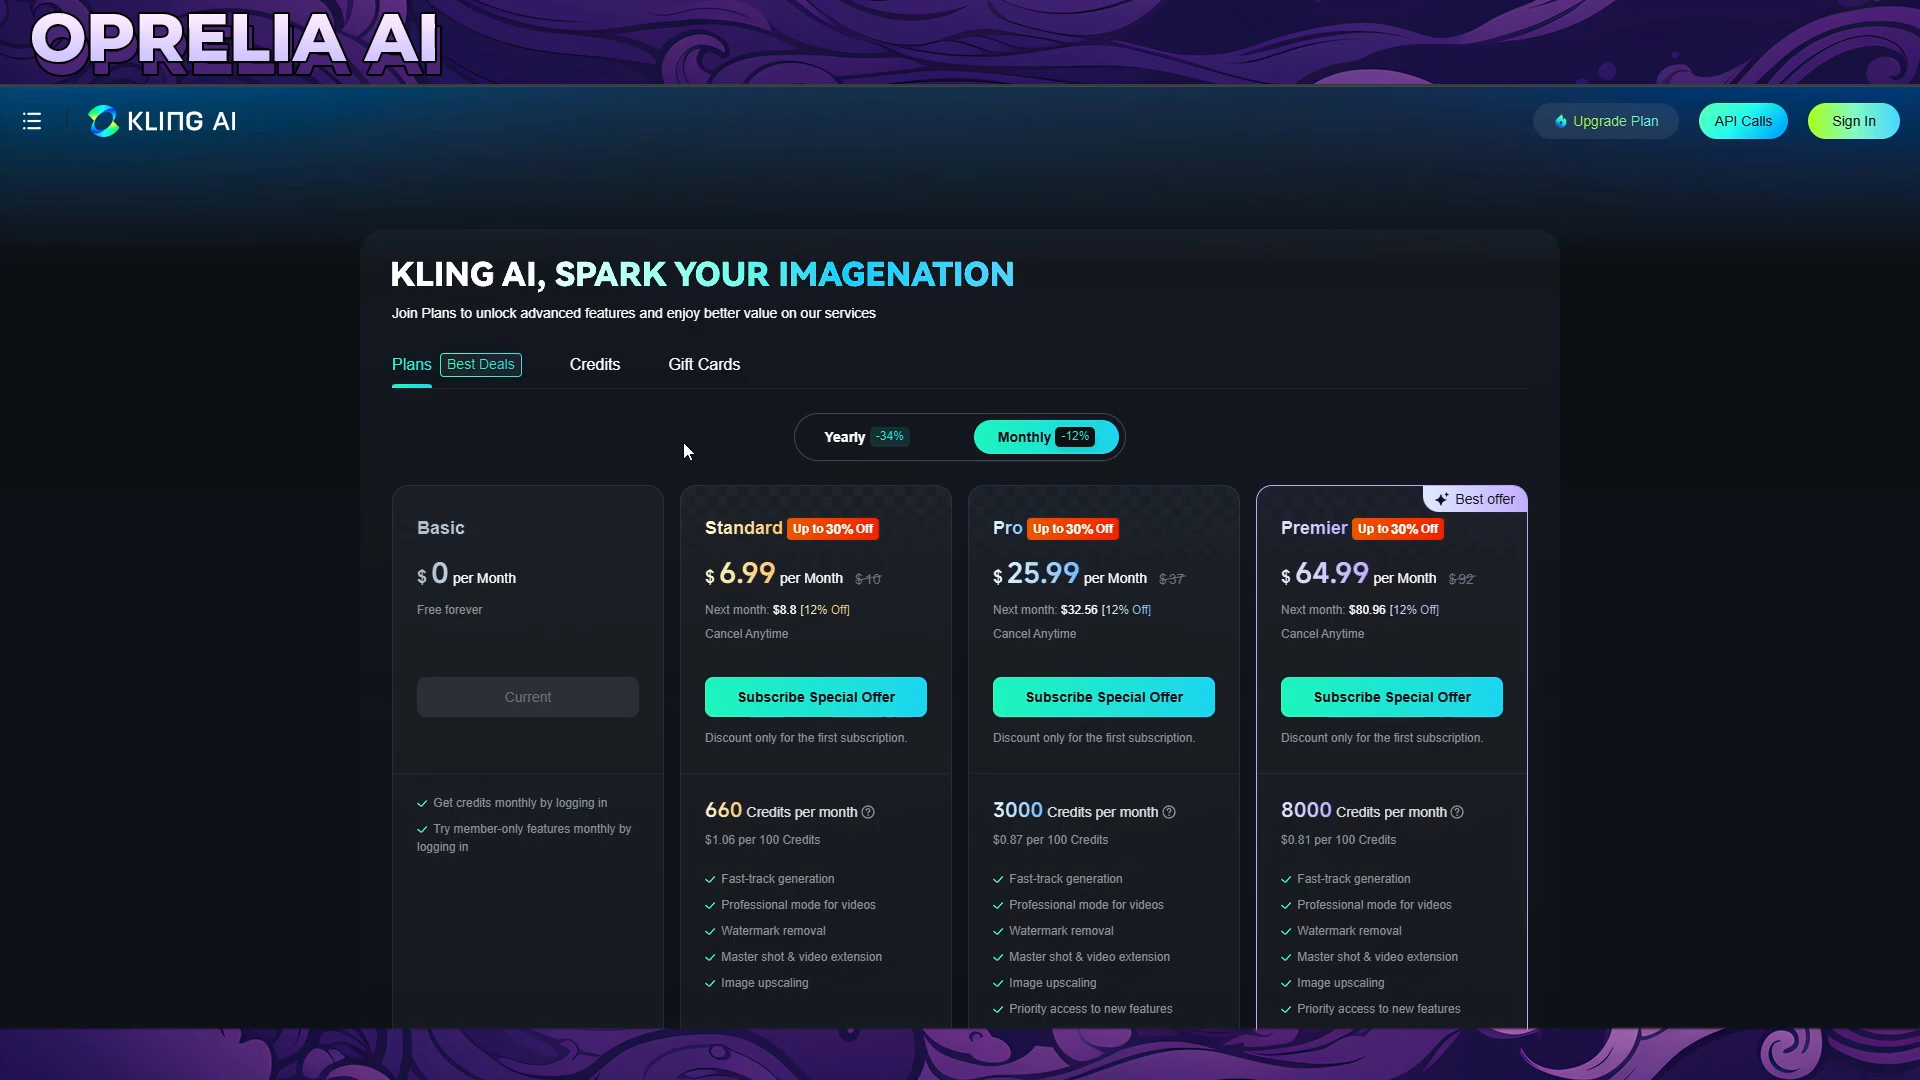 OPRELIA AI
KLING AI
Upgrade Plan
API Calls
Sign In
KLING AI, SPARK YOUR IMAGENATION
Join Plans to unlock advanced features and enjoy better value on our services
Plans Best Deals Credits Gift Cards
Yearly -34% Monthly -12%
Basic
$ 0 per Month
Free forever
Current
Get credits monthly by logging in
Try member-only features monthly by
logging in
Standard Up to 30% Off
$ 6.99 per Month $10
Next month: $8.8 [12% Off]
Cancel Anytime
Subscribe Special Offer
Discount only for the first subscription.
660 Credits per month
$1.06 per 100 Credits
Fast-track generation
Professional mode for videos
Watermark removal
Master shot & video extension
Image upscaling
Pro Up to 30% Off
$ 25.99 per Month $37
Next month: $32.56 [12% Off]
Cancel Anytime
Subscribe Special Offer
Discount only for the first subscription.
3000 Credits per month
$0.87 per 100 Credits
Fast-track generation
Professional mode for videos
Watermark removal
Master shot & video extension
Image upscaling
Priority access to new features
Best offer
Premier Up to 30% Off
$ 64.99 per Month $92
Next month: $80.96 [12% Off]
Cancel Anytime
Subscribe Special Offer
Discount only for the first subscription.
8000 Credits per month
$0.81 per 100 Credits
Fast-track generation
Professional mode for videos
Watermark removal
Master shot & video extension
Image upscaling
Priority access to new features